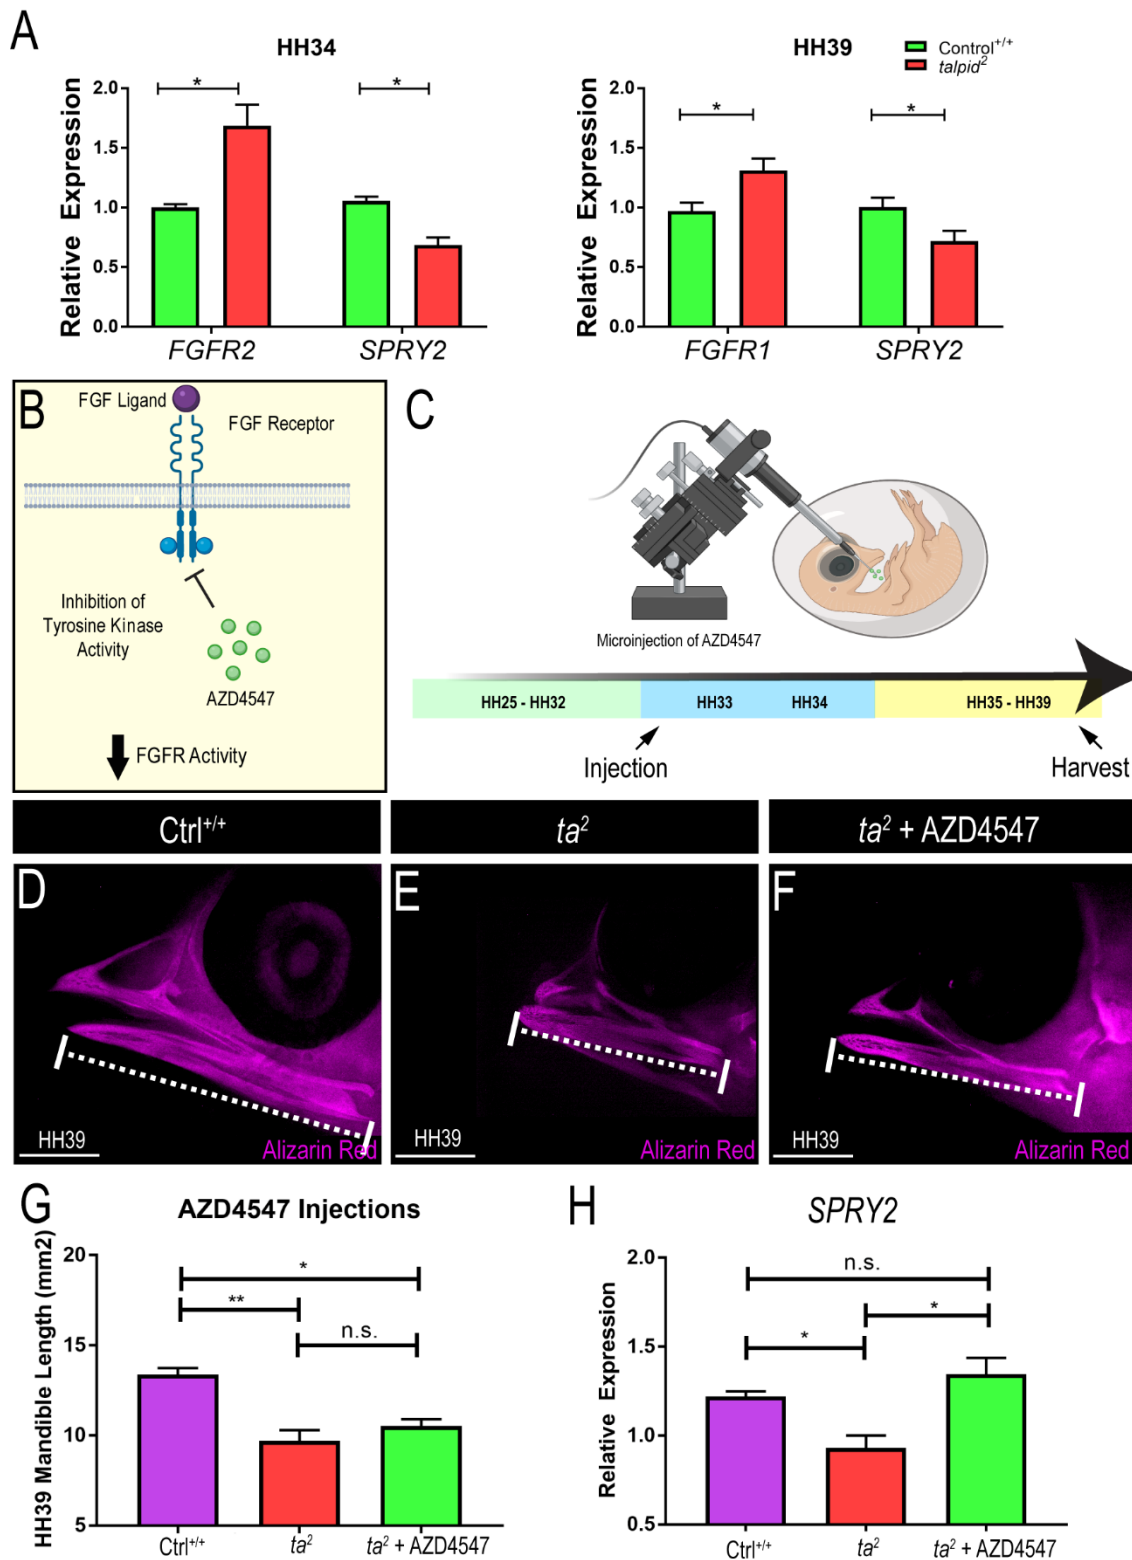 A
HH34
HH39
Control+/+
talpid2
Relative Expression
2.0
1.5
1.0
0.5
0.0
*
*
FGFR2
SPRY2
Relative Expression
2.0
1.5
1.0
0.5
0.0
*
*
FGFR1
SPRY2
B
FGF Ligand
FGF Receptor
Inhibition of
Tyrosine Kinase
Activity
AZD4547
FGFR Activity
C
Microinjection of AZD4547
HH25 - HH32
HH33
HH34
HH35 - HH39
Injection
Harvest
Ctrl+/+
ta2
ta2 + AZD4547
D
HH39
Alizarin Red
E
HH39
Alizarin Red
F
HH39
Alizarin Red
G
AZD4547 Injections
HH39 Mandible Length (mm2)
20
15
10
5
*
**
n.s.
Ctrl+/+
ta2
ta2 + AZD4547
H
SPRY2
Relative Expression
2.0
1.5
1.0
0.5
n.s.
*
*
Ctrl+/+
ta2
ta2 + AZD4547